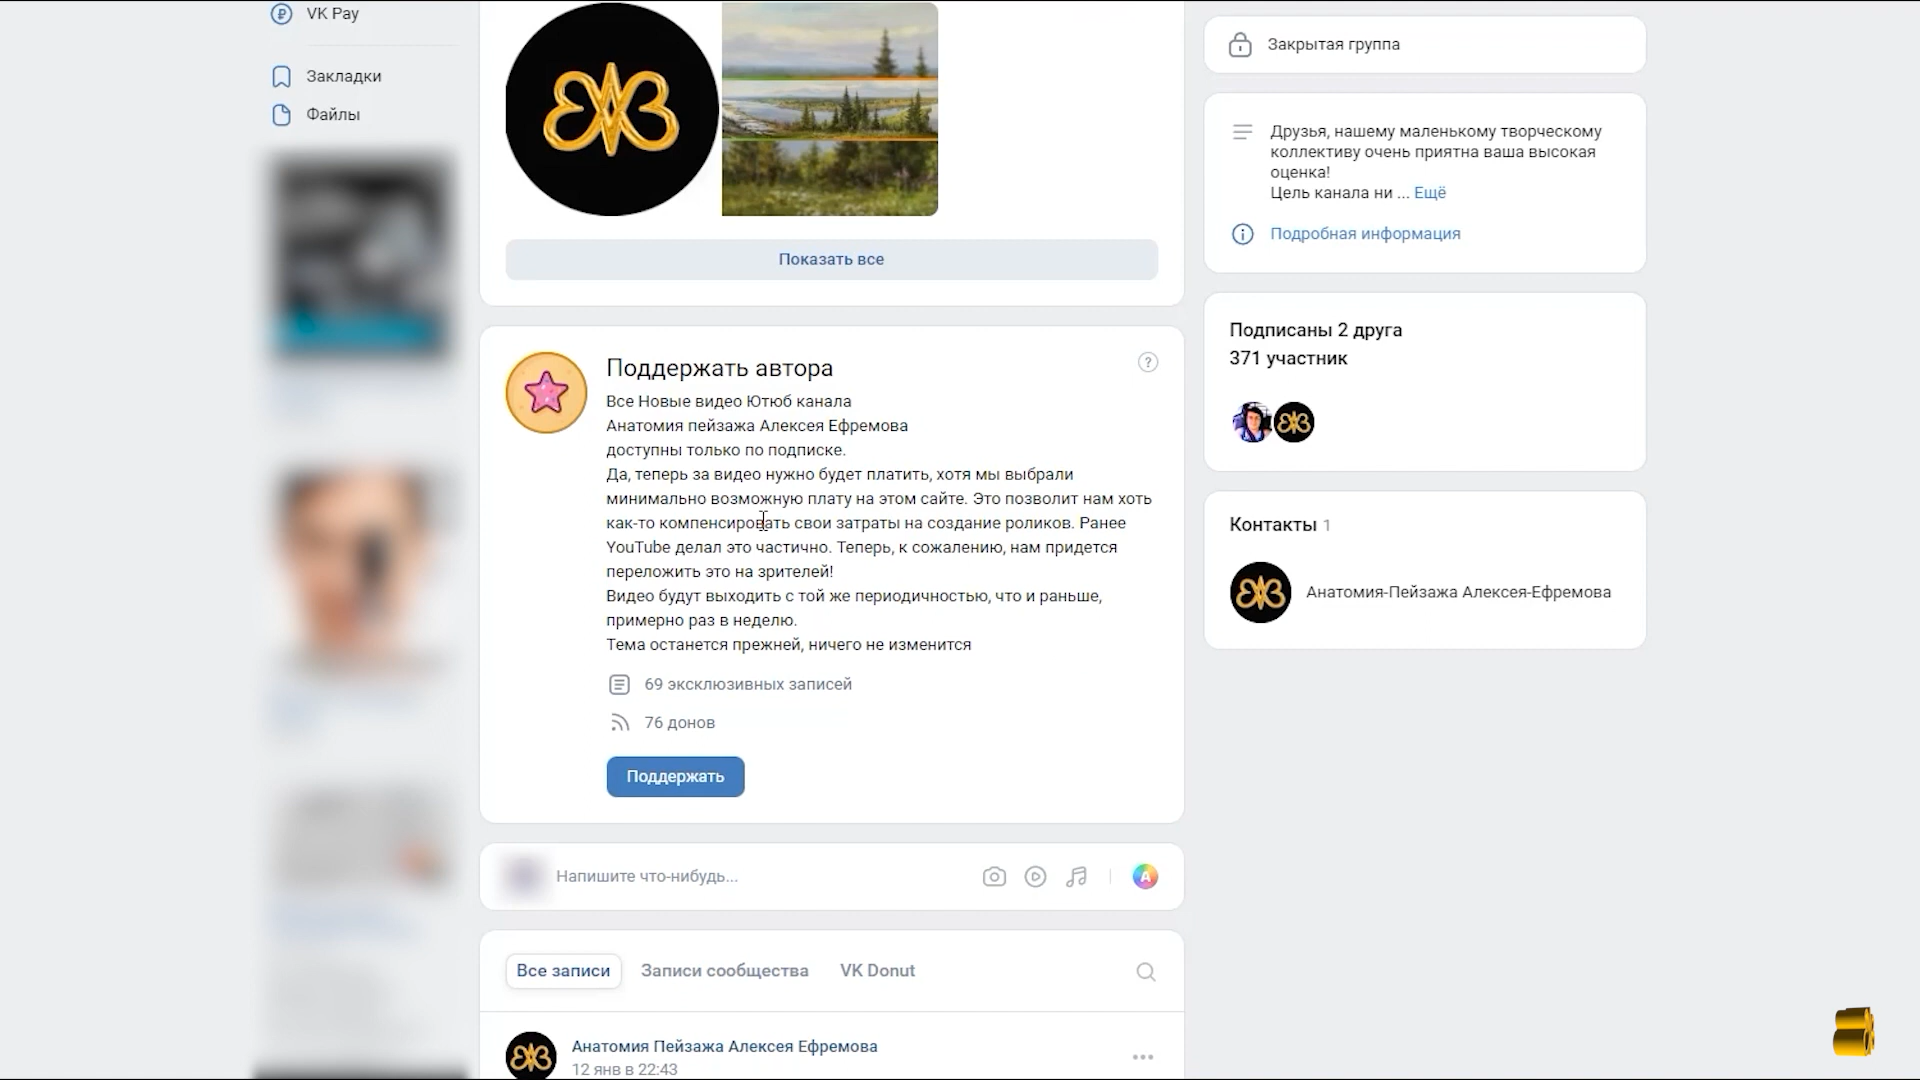 VK Pay
Закладки
Файлы
Показать все
Поддержать автора
Все Новые видео Ютюб канала
Анатомия пейзажа Алексея Ефремова
доступны только по подписке.
Да, теперь за видео нужно будет платить, хотя мы выбрали
минимально возможную плату на этом сайте. Это позволит нам хоть
как-то компенсировать свои затраты на создание роликов. Ранее
YouTube делал это частично. Теперь, к сожалению, нам придется
переложить это на зрителей!
Видео будут выходить с той же периодичностью, что и раньше,
примерно раз в неделю.
Тема останется прежней, ничего не изменится
69 эксклюзивных записей
76 донов
Поддержать
Напишите что-нибудь...
Все записи Записи сообщества VK Donut
Анатомия Пейзажа Алексея Ефремова
12 янв в 22:43
Закрытая группа
Друзья, нашему маленькому творческому
коллективу очень приятна ваша высокая
оценка!
Цель канала ни ... Ещё
Подробная информация
Подписаны 2 друга
371 участник
Контакты 1
Анатомия-Пейзажа Алексея-Ефремова